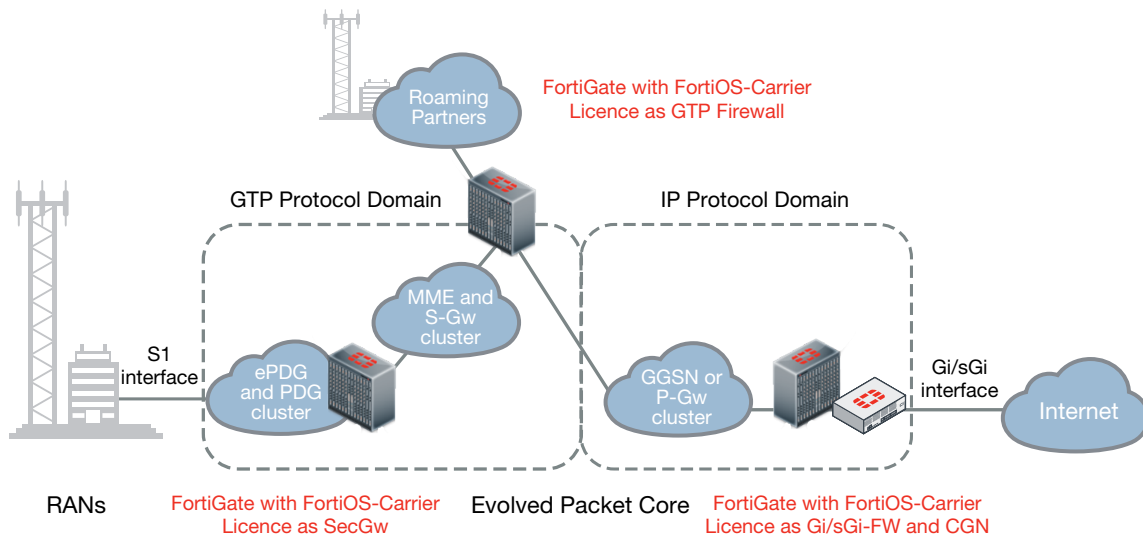 Roaming
Partners
FortiGate with FortiOS-Carrier
Licence as GTP Firewall
GTP Protocol Domain
IP Protocol Domain
MME and
S-Gw
cluster
S1
interface
ePDG
and PDG
cluster
GGSN or
P-Gw
cluster
Gi/sGi
interface
Internet
RANs
FortiGate with FortiOS-Carrier
Licence as SecGw
Evolved Packet Core
FortiGate with FortiOS-Carrier
Licence as Gi/sGi-FW and CGN